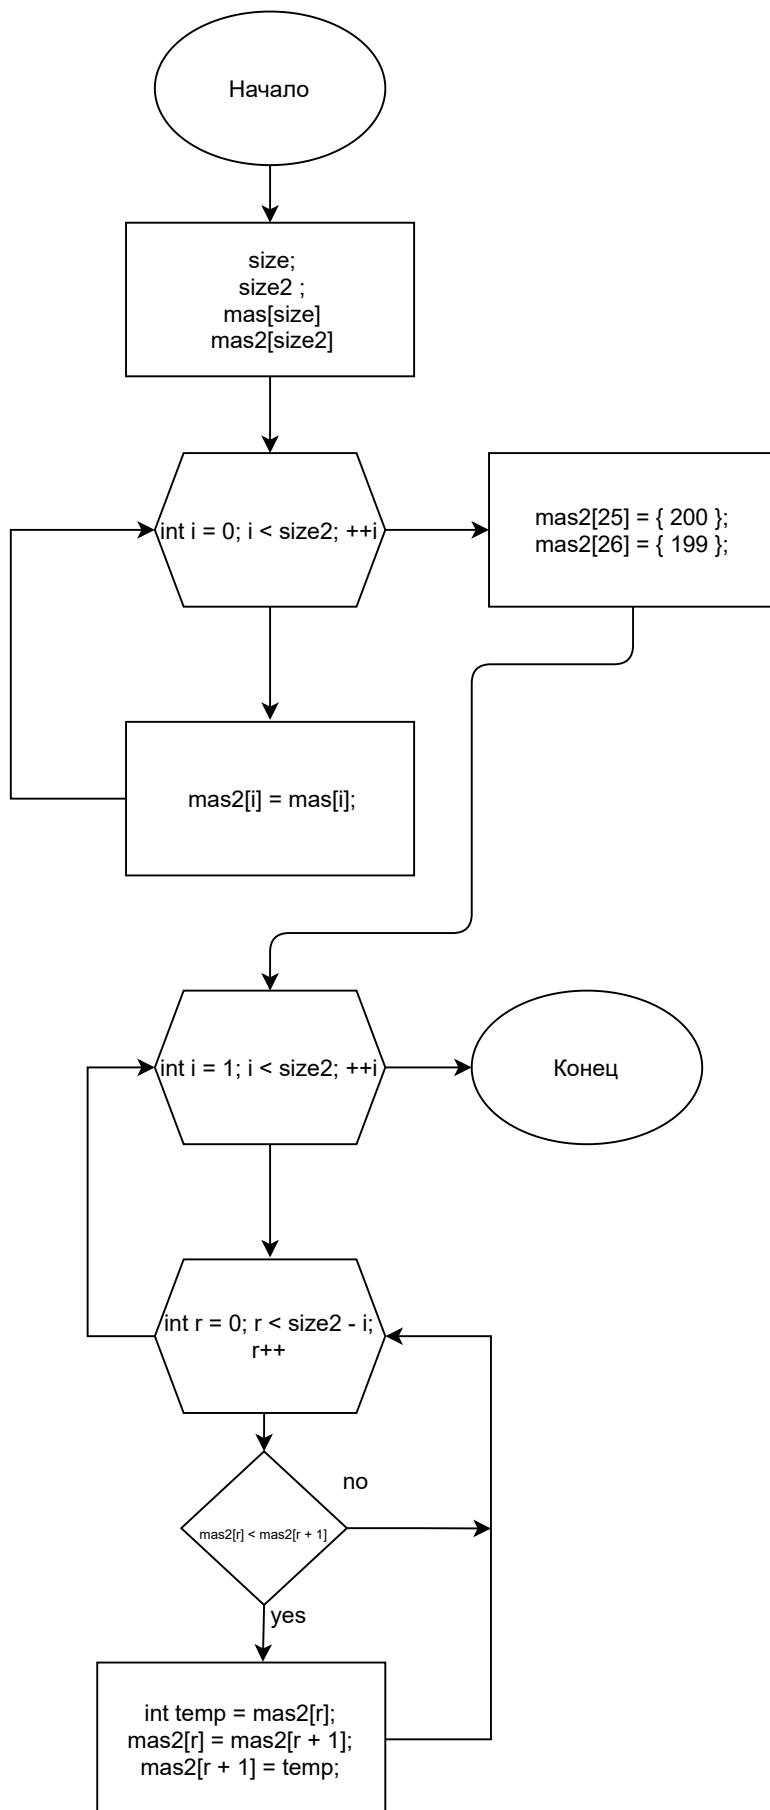 Начало
size;
size2 ;
mas[size]
mas2[size2]
int i = 0; i < size2; ++i
mas2[25] = { 200 };
mas2[26] = { 199 };
mas2[i] = mas[i];
int i = 1; i < size2; ++i
Конец
int r = 0; r < size2 - i;
r++
no
mas2[r] < mas2[r + 1]
yes
int temp = mas2[r];
mas2[r] = mas2[r + 1];
mas2[r + 1] = temp;